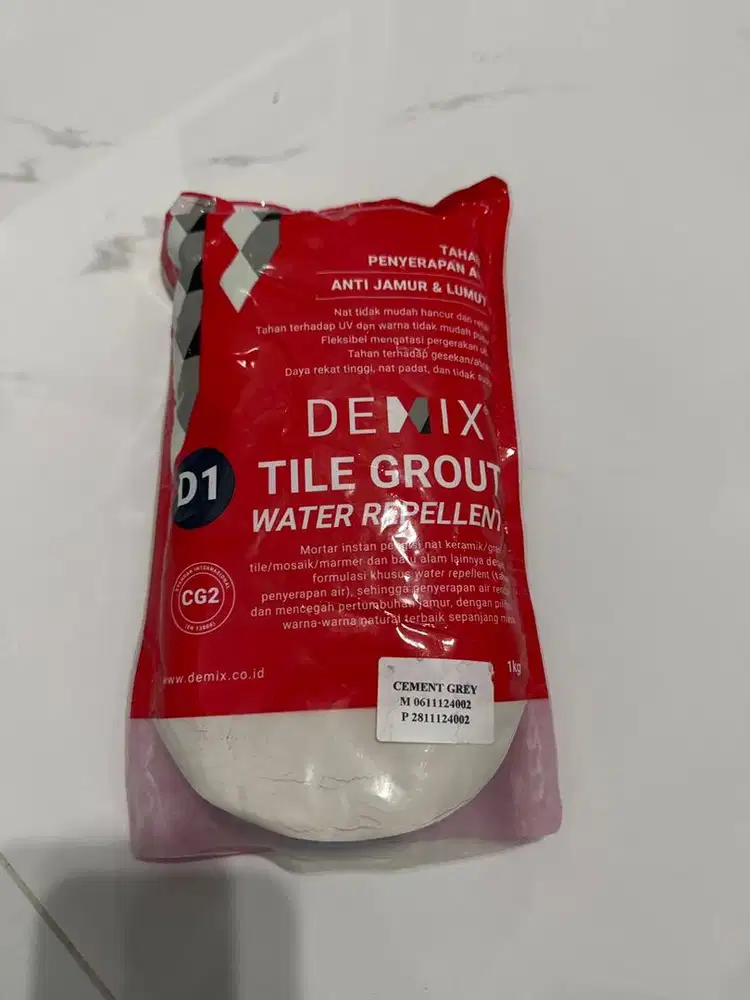 TAHA
PENYERAPAN A
ANTI JAMUR & LUMUT
Nat tidak mudah hancur dan
Tahan terhadap UV dan warna tidak mudah
Fleksibel mengatasi pergerakan
Tahan terhadap gesekan/
Daya rekat tinggi, nat padat, dan tidak
DEMIX
D1
TILE GROUT
WATER REPELLENT
Mortar instan nat keramik/
tile/mosaik/marmer dan batu alam lainnya
formulasi khusus water repellent
penyerapan air), sehingga penyerapan air
dan mencegah pertumbuhan jamur, dengan
warna-warna natural terbaik sepanjang
STANDAR INTERNASIONAL
CG2
www.demix.co.id
1kg
CEMENT GREY
M 0611124002
P 2811124002